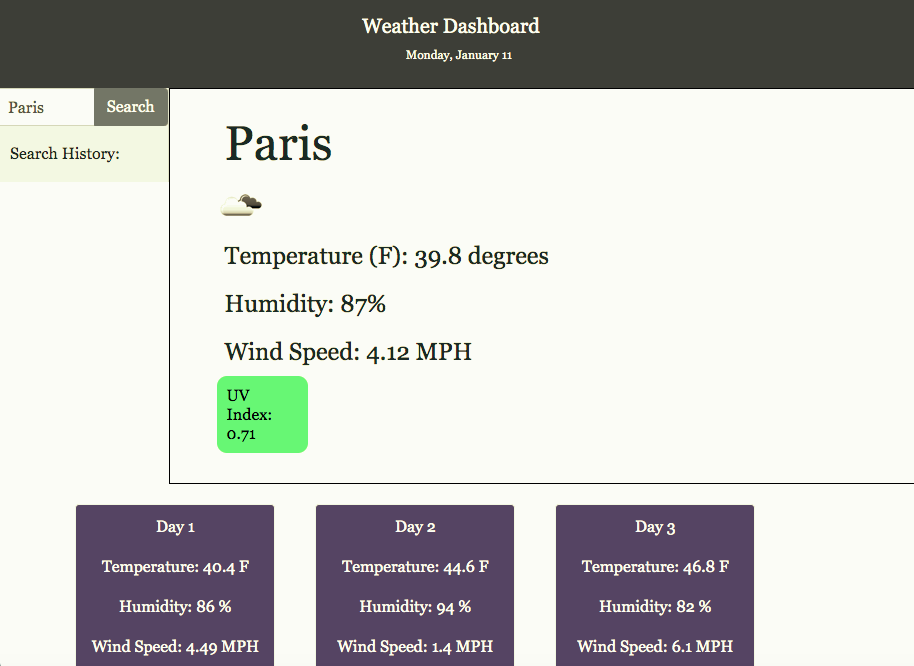 Weather Dashboard
Monday, January 11
Paris
Search
Search History:
Paris
Temperature (F): 39.8 degrees
Humidity: 87%
Wind Speed: 4.12 MPH
UV
Index:
0.71
Day 1
Temperature: 40.4 F
Humidity: 86 %
Wind Speed: 4.49 MPH
Day 2
Temperature: 44.6 F
Humidity: 94 %
Wind Speed: 1.4 MPH
Day 3
Temperature: 46.8 F
Humidity: 82 %
Wind Speed: 6.1 MPH